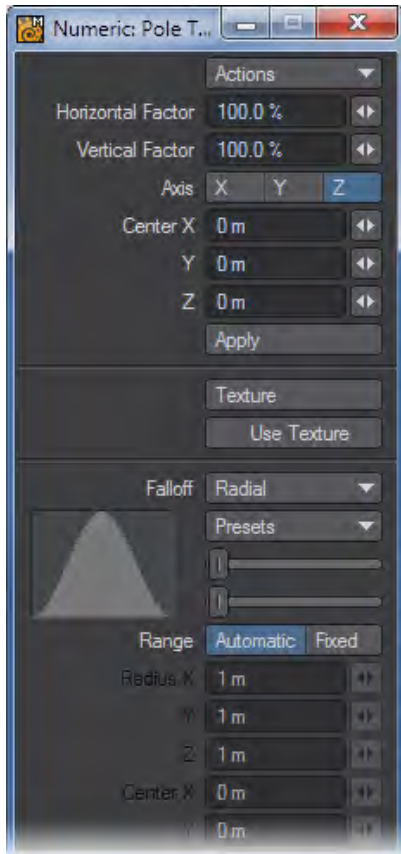 Numeric: Pole T...
Actions
Horizontal Factor 100.0 %
Vertical Factor 100.0 %
Axis X Y Z
Center X 0 m
Y 0 m
Z 0 m
Apply
Texture
Use Texture
Falloff Radial
Presets
Range Automatic Fixed
Radius X 1 m
Y 1 m
Z 1 m
Center X 0 m
Y 0 m